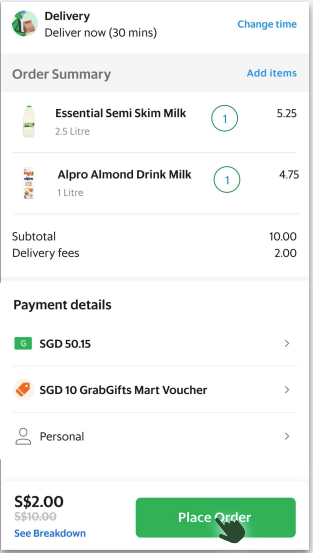 Delivery
Deliver now (30 mins)
Change time
Order Summary
Add items
Essential Semi Skim Milk
1
5.25
2.5 Litre
Alpro Almond Drink Milk
1
4.75
1 Litre
Subtotal
10.00
Delivery fees
2.00
Payment details
G
SGD 50.15
SGD 10 GrabGifts Mart Voucher
Personal
S$2.00
S$10.00
See Breakdown
Place Order